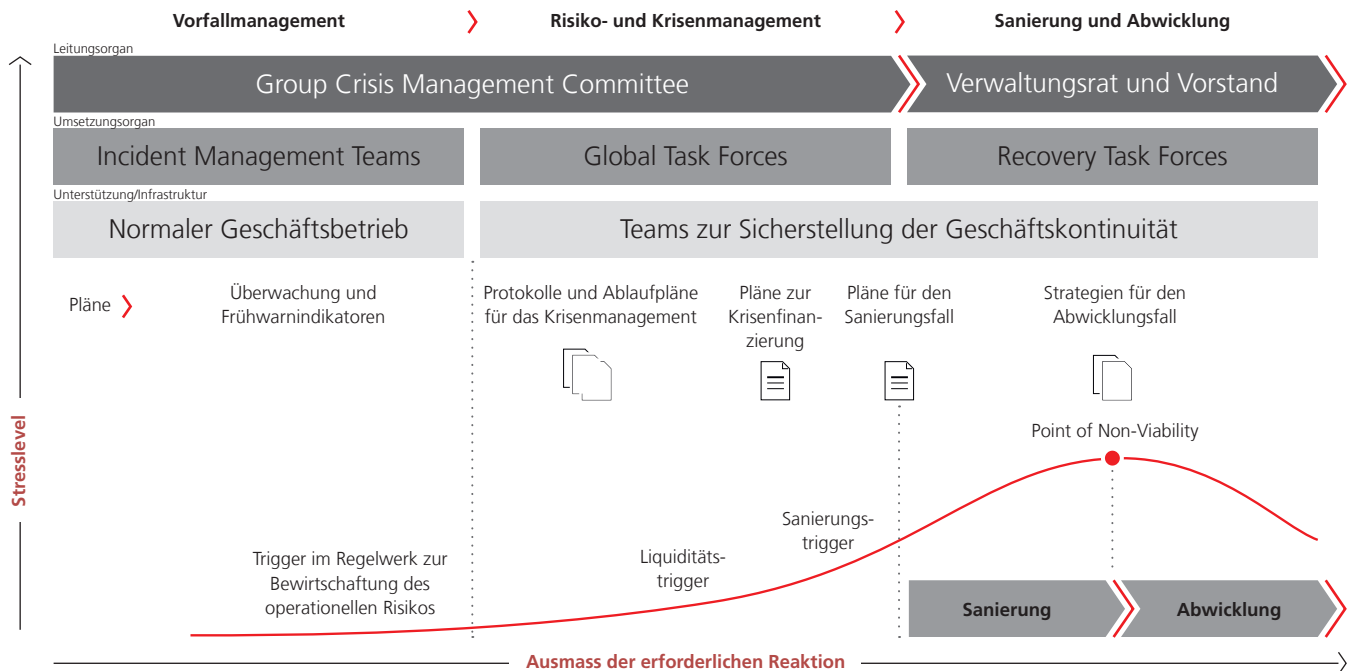 Vorfallmanagement
Risiko- und Krisenmanagement
Sanierung und Abwicklung
Leitungsorgan
Group Crisis Management Committee
Verwaltungsrat und Vorstand
Umsetzungsorgan
Incident Management Teams
Global Task Forces
Recovery Task Forces
Unterstützung/Infrastruktur
Normaler Geschäftsbetrieb
Teams zur Sicherstellung der Geschäftskontinuität
Pläne
Überwachung und
Frühwarnindikatoren
Protokolle und Ablaufpläne
für das Krisenmanagement
Pläne zur
Krisenfinan-
zierung
Pläne für den
Sanierungsfall
Strategien für den
Abwicklungsfall
Stresslevel
Point of Non-Viability
Trigger im Regelwerk zur
Bewirtschaftung des
operationellen Risikos
Liquiditäts-
trigger
Sanierungs-
trigger
Sanierung
Abwicklung
Ausmass der erforderlichen Reaktion